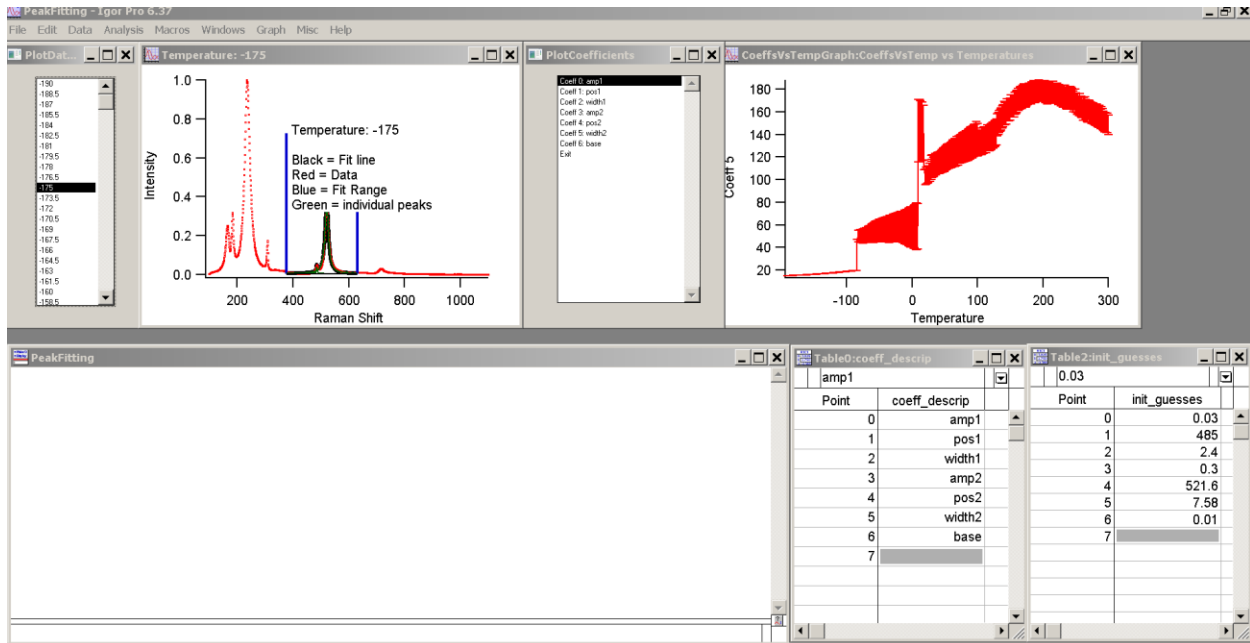 PeakFitting - Igor Pro 6.37
File Edit Data Analysis Macros Windows Graph Misc Help
PlotDat...
-190
-188.5
-187
-185.5
-184
-182.5
-181
-179.5
-178
-176.5
-175
-173.5
-172
-170.5
-169
-167.5
-166
-164.5
-163
-161.5
-160
-158.5
Temperature: -175
1.0
0.8
0.6
0.4
0.2
0.0
Intensity
Temperature: -175
Black = Fit line
Red = Data
Blue = Fit Range
Green = individual peaks
200 400 600 800 1000
Raman Shift
PlotCoefficients
Coeff 0: amp1
Coeff 1: pos1
Coeff 2: width1
Coeff 3: amp2
Coeff 4: pos2
Coeff 5: width2
Coeff 6: base
Exit
CoeffsVsTempGraph:CoeffsVsTemp vs Temperatures
180
160
140
120
100
80
60
40
20
Coeff 5
-100 0 100 200 300
Temperature
PeakFitting
Table0:coeff_descrip
amp1
Point coeff_descrip
0 amp1
1 pos1
2 width1
3 amp2
4 pos2
5 width2
6 base
7
Table2:init_guesses
0.03
Point init_guesses
0 0.03
1 485
2 2.4
3 0.3
4 521.6
5 7.58
6 0.01
7